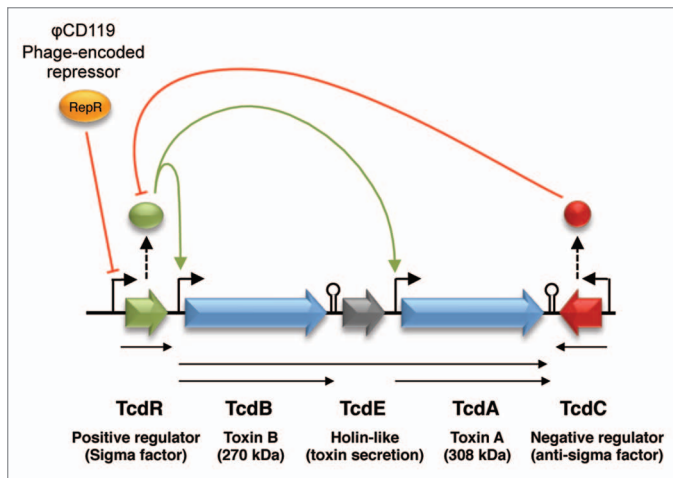 φCD119
Phage-encoded
repressor
RepR
TcdR TcdB TcdE TcdA TcdC
Positive regulator Toxin B Holin-like Toxin A Negative regulator
(Sigma factor) (270 kDa) (toxin secretion) (308 kDa) (anti-sigma factor)